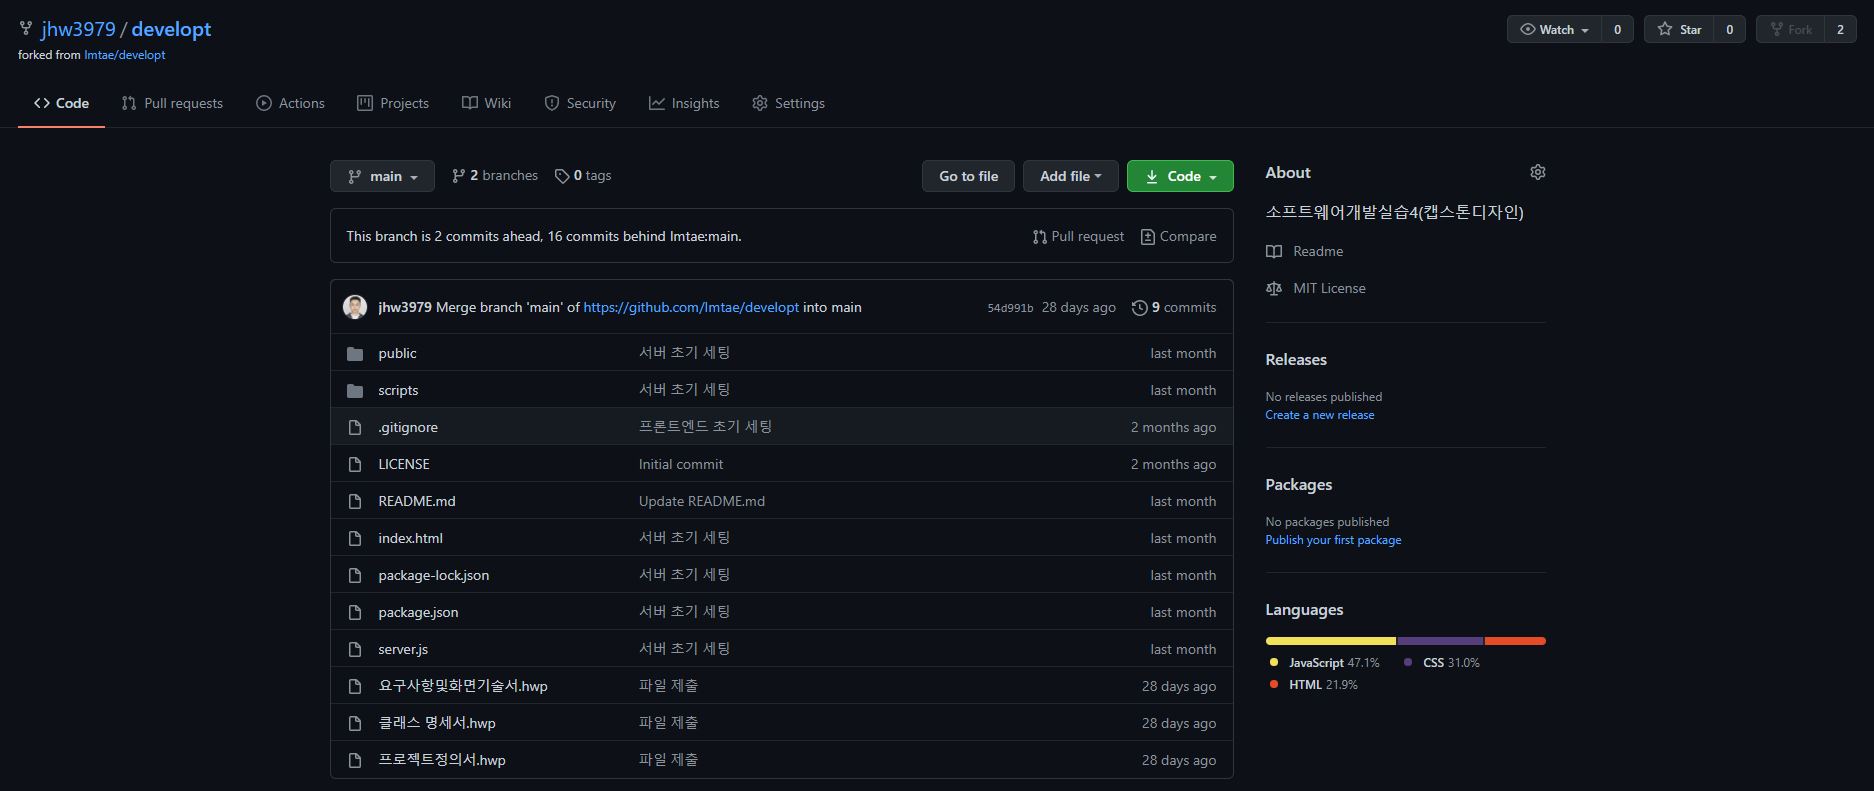 jhw3979 / developt
Watch 0 Star 0 Fork 2
forked from lmtae/developt
Code Pull requests Actions Projects Wiki Security Insights Settings
main 2 branches 0 tags Go to file Add file Code
This branch is 2 commits ahead, 16 commits behind lmtae:main. Pull request Compare
jhw3979 Merge branch 'main' of https://github.com/lmtae/developt into main 54d991b 28 days ago 9 commits
public 서버 초기 세팅 last month
scripts 서버 초기 세팅 last month
.gitignore 프론트엔드 초기 세팅 2 months ago
LICENSE Initial commit 2 months ago
README.md Update README.md last month
index.html 서버 초기 세팅 last month
package-lock.json 서버 초기 세팅 last month
package.json 서버 초기 세팅 last month
server.js 서버 초기 세팅 last month
요구사항및화면기술서.hwp 파일 제출 28 days ago
클래스 명세서.hwp 파일 제출 28 days ago
프로젝트정의서.hwp 파일 제출 28 days ago
About
소프트웨어개발실습4(캡스톤디자인)
Readme
MIT License
Releases
No releases published
Create a new release
Packages
No packages published
Publish your first package
Languages
JavaScript 47.1% CSS 31.0%
HTML 21.9%